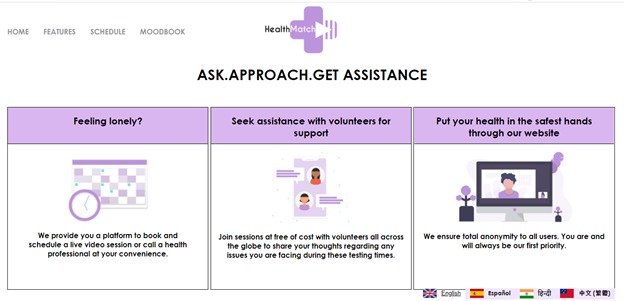 HealthMatch
HOME FEATURES SCHEDULE MOODBOOK
ASK.APPROACH.GET ASSISTANCE
Feeling lonely?
We provide you a platform to book and
schedule a live video session or call a health
professional at your convenience.
Seek assistance with volunteers for
support
Join sessions at free of cost with volunteers all across
the globe to share your thoughts regarding any
issues you are facing during these testing times.
Put your health in the safest hands
through our website
We ensure total anonymity to all users. You are and
will always be our first priority.
English Español हिन्दी 中文 (繁體)